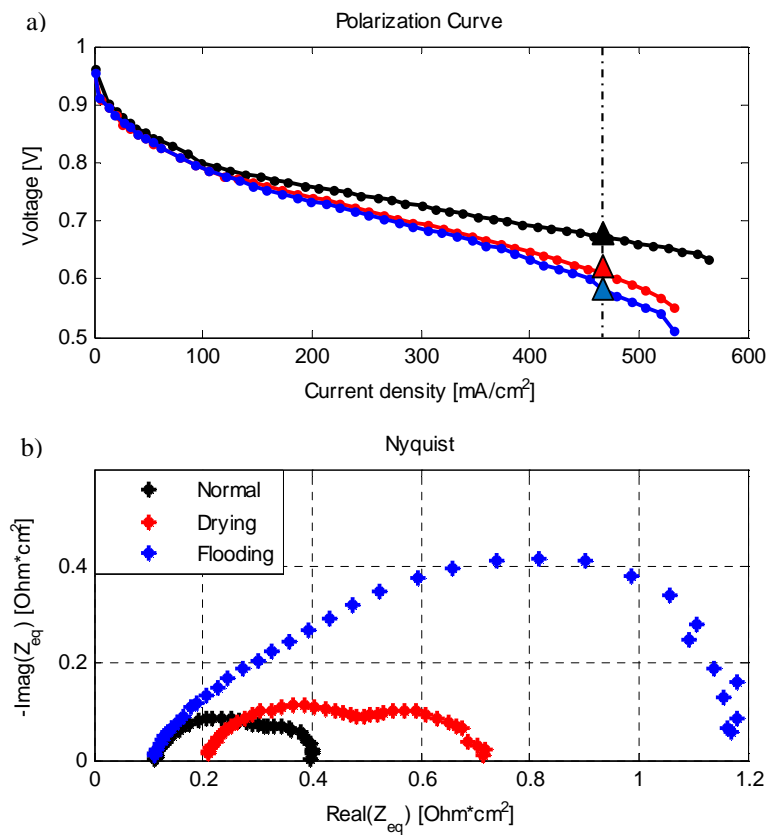 a)
Polarization Curve
1
0.9
0.8
0.7
0.6
0.5
Voltage [V]
0
100
200
300
400
500
600
Current density [mA/cm²]
b)
Nyquist
Normal
Drying
Flooding
0.4
0.2
0
-Imag(Z_eq) [Ohm*cm²]
0
0.2
0.4
0.6
0.8
1
1.2
Real(Z_eq) [Ohm*cm²]